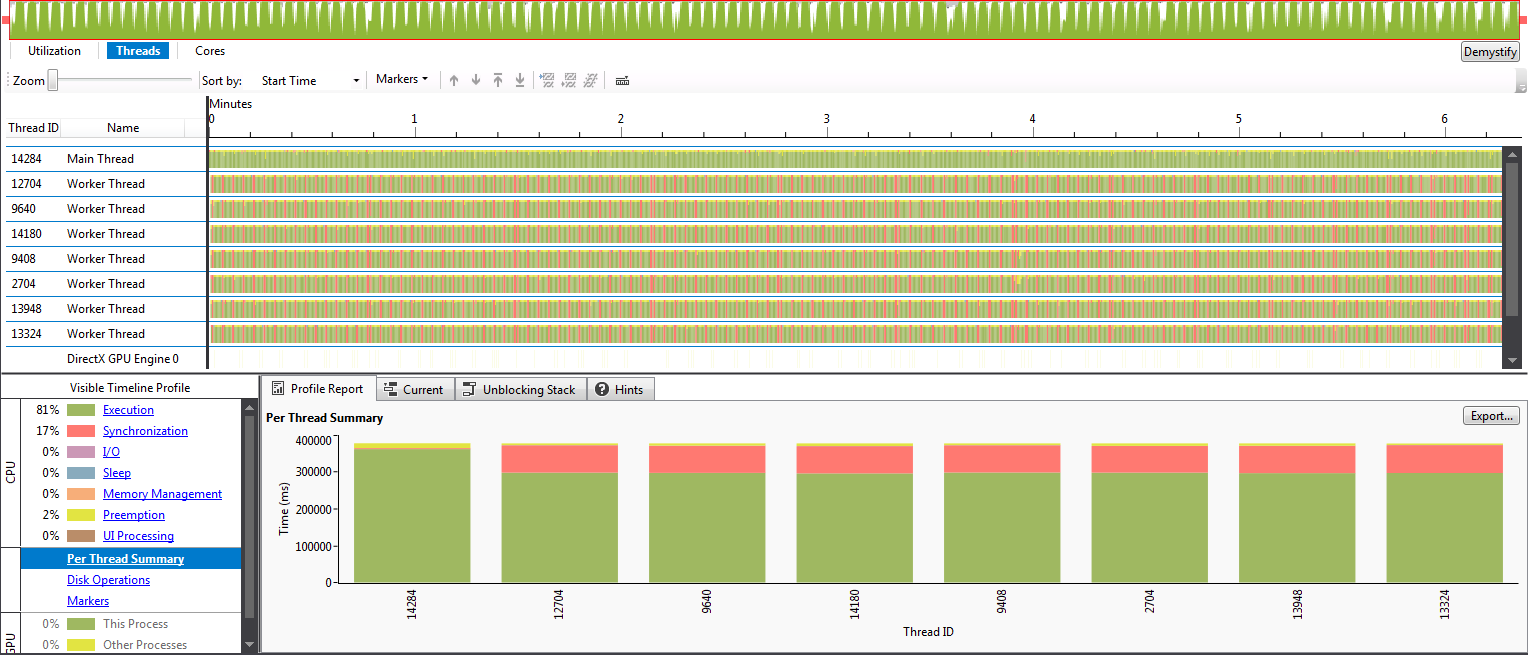 Utilization Threads Cores Demystify
Zoom Sort by: Start Time Markers
Minutes
Thread ID Name 0 1 2 3 4 5 6
14284 Main Thread
12704 Worker Thread
9640 Worker Thread
14180 Worker Thread
9408 Worker Thread
2704 Worker Thread
13948 Worker Thread
13324 Worker Thread
DirectX GPU Engine 0
Visible Timeline Profile
CPU
81% Execution
17% Synchronization
0% I/O
0% Sleep
0% Memory Management
2% Preemption
0% UI Processing
Per Thread Summary
Disk Operations
Markers
GPU
0% This Process
0% Other Processes
Profile Report Current Unblocking Stack Hints
Per Thread Summary Export...
Time (ms)
400000
300000
200000
100000
0
14284 12704 9640 14180 9408 2704 13948 13324
Thread ID